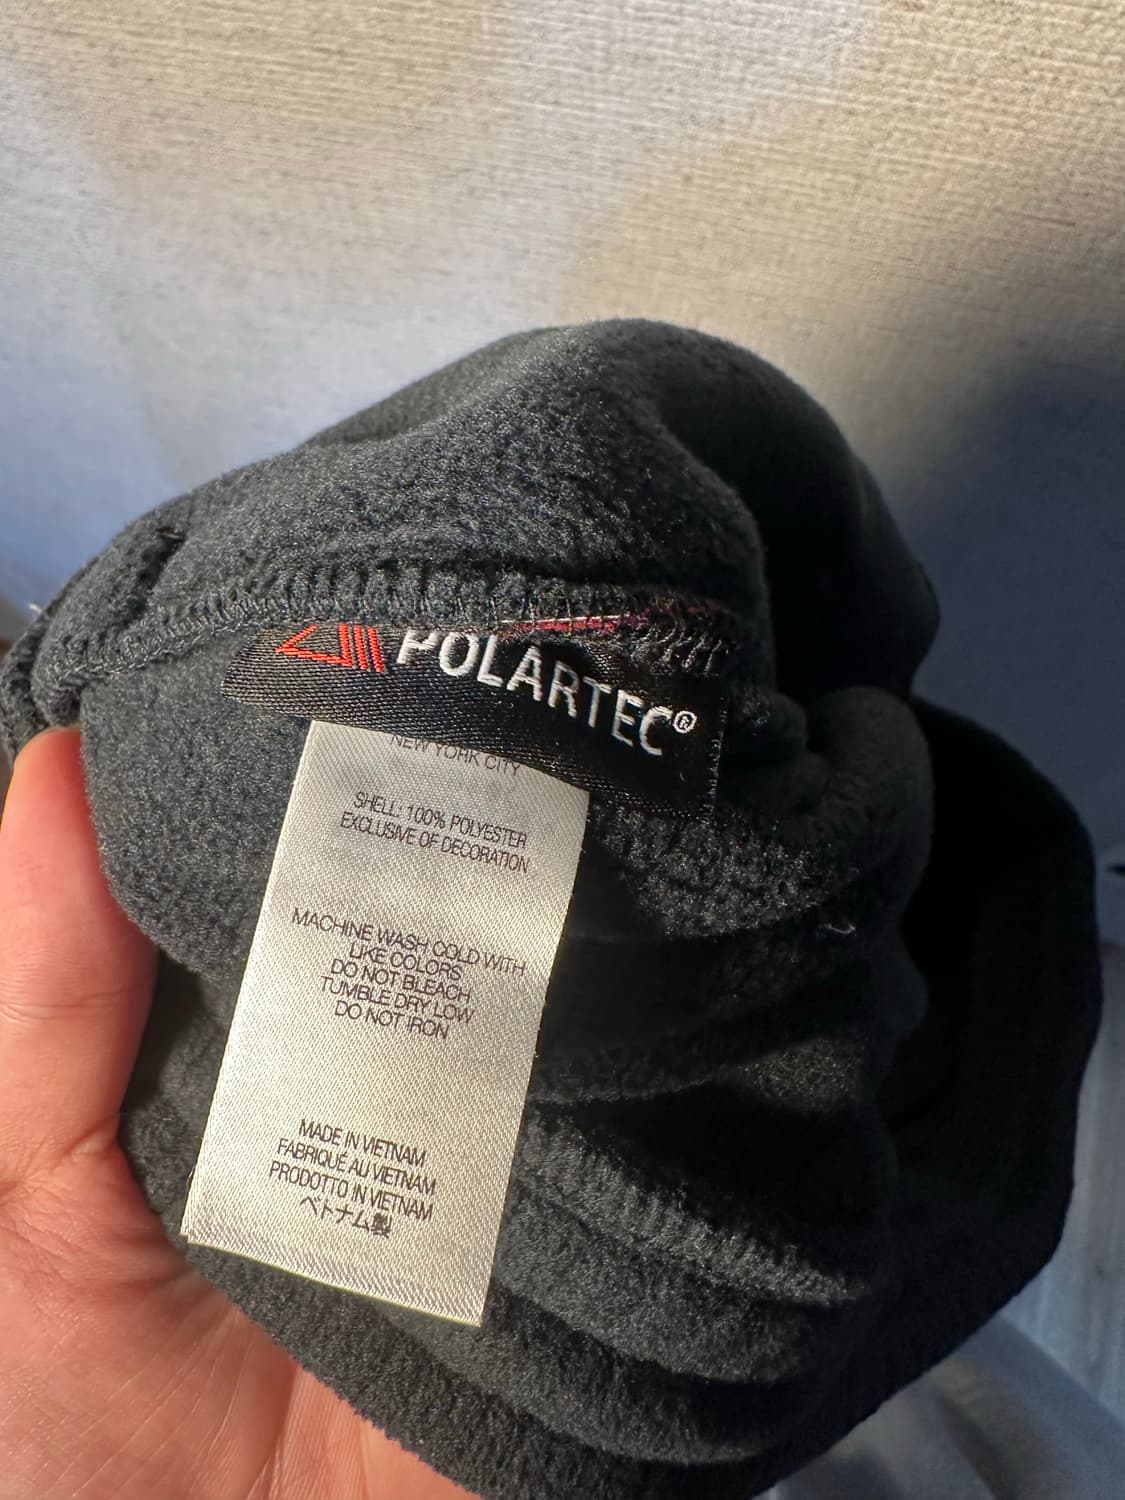 POLARTEC®
NEW YORK CITY
SHELL: 100% POLYESTER
EXCLUSIVE OF DECORATION
MACHINE WASH COLD WITH
LIKE COLORS
DO NOT BLEACH
TUMBLE DRY LOW
DO NOT IRON
MADE IN VIETNAM
FABRIQUÉ AU VIETNAM
PRODOTTO IN VIETNAM
ベトナム製